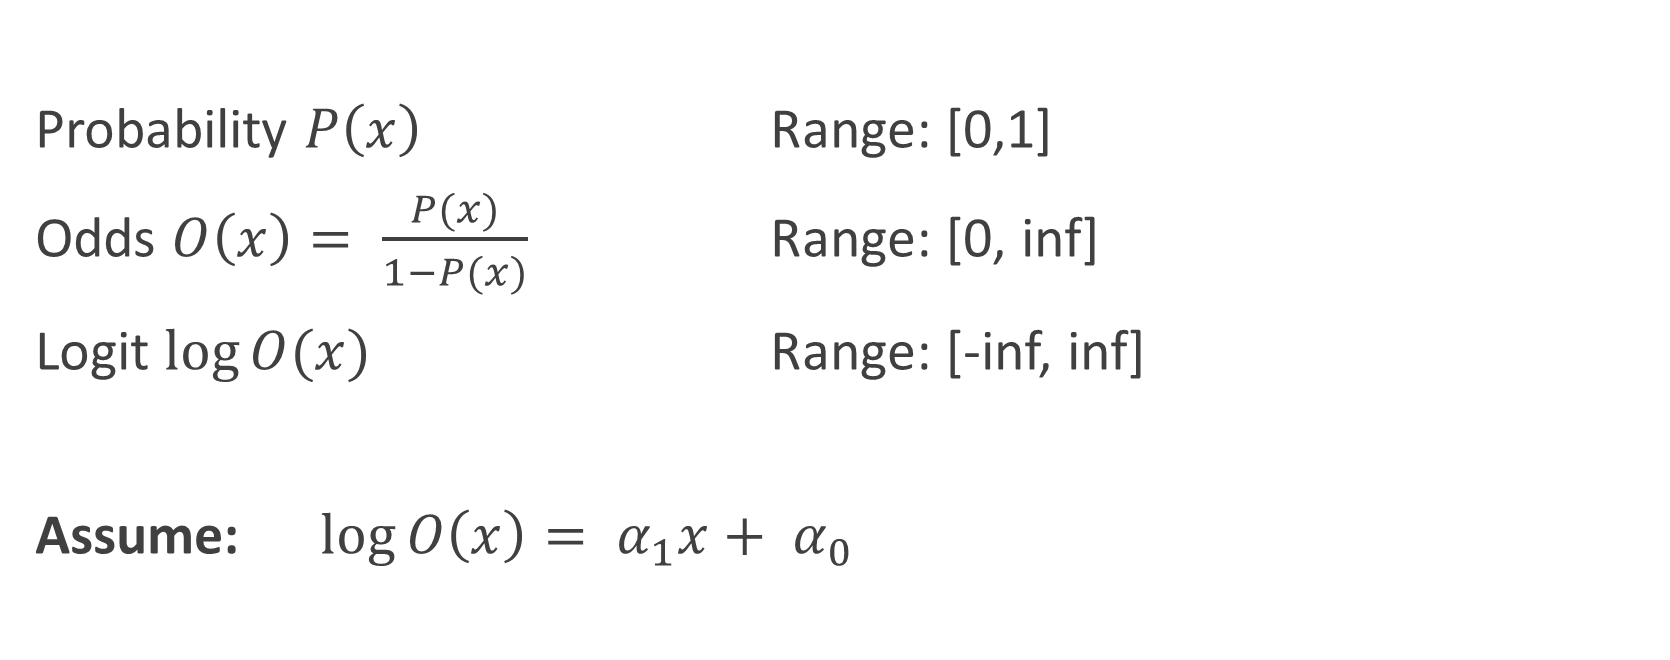 Probability P(x) Range: [0,1]
Odds O(x) = P(x)/1−P(x) Range: [0, inf]
Logit log O(x) Range: [-inf, inf]
Assume: log O(x) = α₁x + α₀